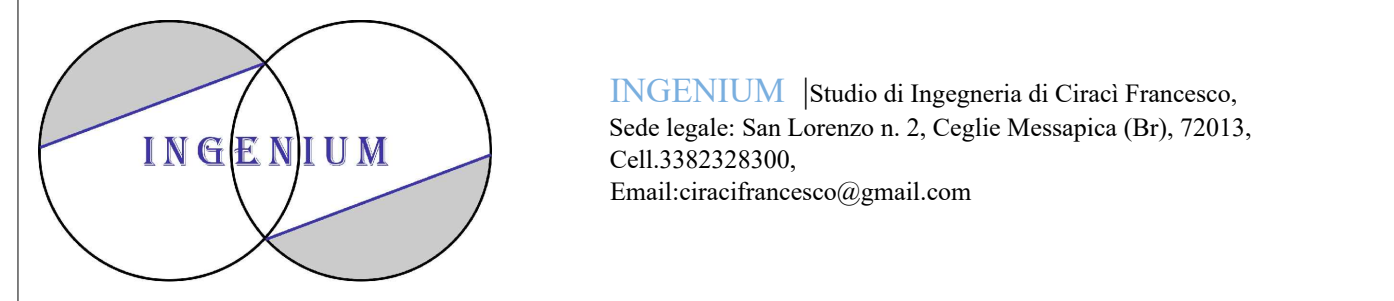 INGENIUM
INGENIUM |Studio di Ingegneria di Ciracì Francesco,
Sede legale: San Lorenzo n. 2, Ceglie Messapica (Br), 72013,
Cell.3382328300,
Email:ciracifrancesco@gmail.com